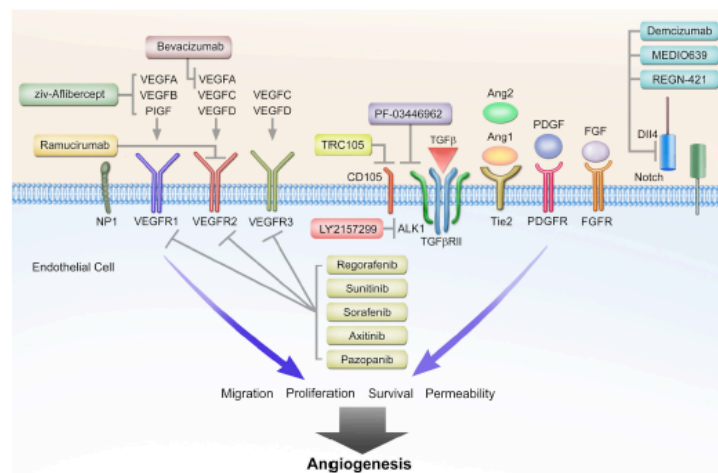 Bevacizumab
Demcizumab
MEDIO639
REGN-421
ziv-Aflibercept
VEGFA
VEGFB
PIGF
VEGFA
VEGFC
VEGFD
VEGFC
VEGFD
Ramucirumab
PF-03446962
TRC105
CD105
TGFβ
Ang2
Ang1
PDGF
FGF
Dll4
Notch
NP1
VEGFR1
VEGFR2
VEGFR3
LY2157299
ALK1
TGFβRII
Tie2
PDGFR
FGFR
Endothelial Cell
Regorafenib
Sunitinib
Sorafenib
Axitinib
Pazopanib
Migration Proliferation Survival Permeability
Angiogenesis